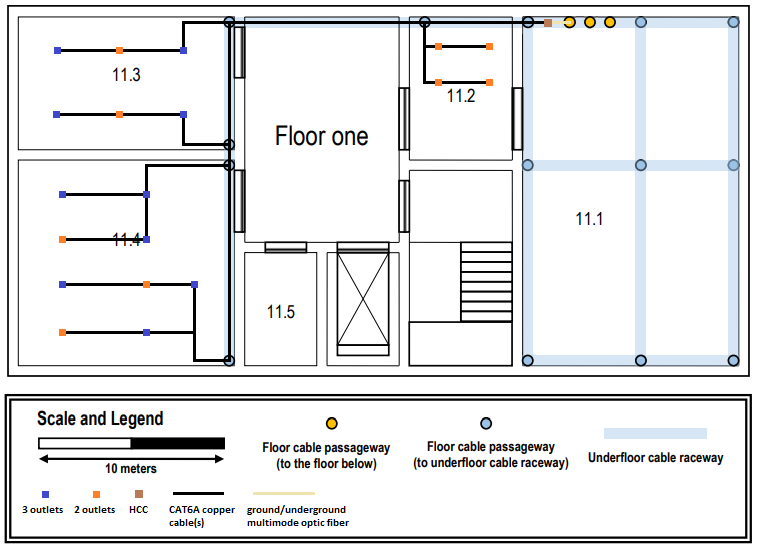 11.3
11.2
Floor one
11.4
11.1
11.5
Scale and Legend
10 meters
Floor cable passageway
(to the floor below)
Floor cable passageway
(to underfloor cable raceway)
Underfloor cable raceway
3 outlets
2 outlets
HCC
CAT6A copper
cable(s)
ground/underground
multimode optic fiber